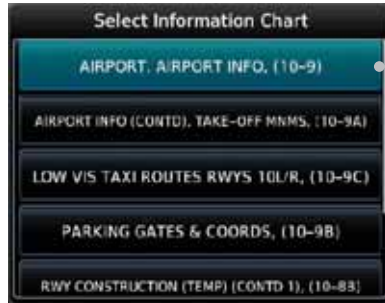 Select Information Chart
AIRPORT, AIRPORT INFO, (10-9)
AIRPORT INFO (CONTD), TAKE-OFF MNMS, (10-9A)
LOW VIS TAXI ROUTES RWYS 10L/R, (10-9C)
PARKING GATES & COORDS, (10-9B)
RWY CONSTRUCTION (TEMP) (CONTD 1), (10-8B)